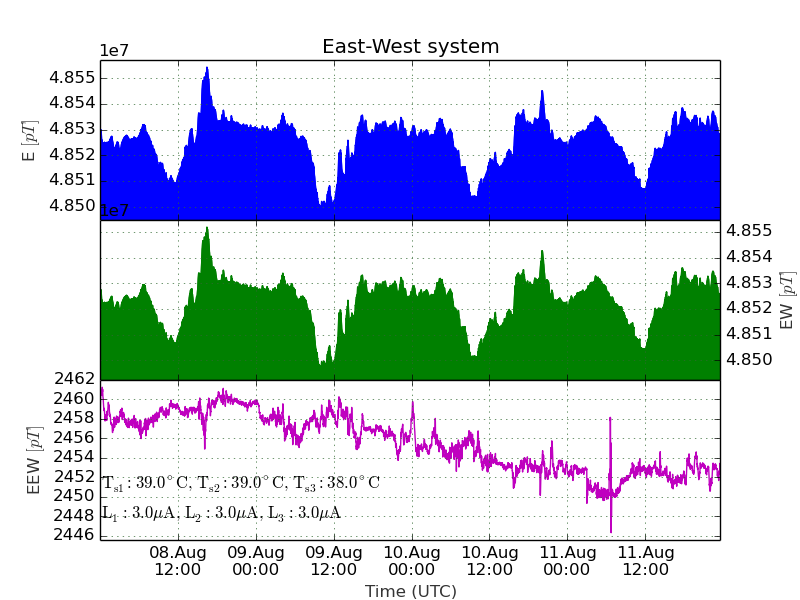 East-West system
1e7
4.855
4.854
4.853
4.852
4.851
4.850
E [pT]
1e7
4.855
4.854
4.853
4.852
4.851
4.850
EW [pT]
2462
2460
2458
2456
2454
2452
2450
2448
2446
EEW [pT]
T_s1 : 39.0°C, T_s2 : 39.0°C, T_s3 : 38.0°C
L_1 : 3.0μA, L_2 : 3.0μA, L_3 : 3.0μA
08.Aug 09.Aug 09.Aug 10.Aug 10.Aug 11.Aug 11.Aug
12:00 00:00 12:00 00:00 12:00 00:00 12:00
Time (UTC)